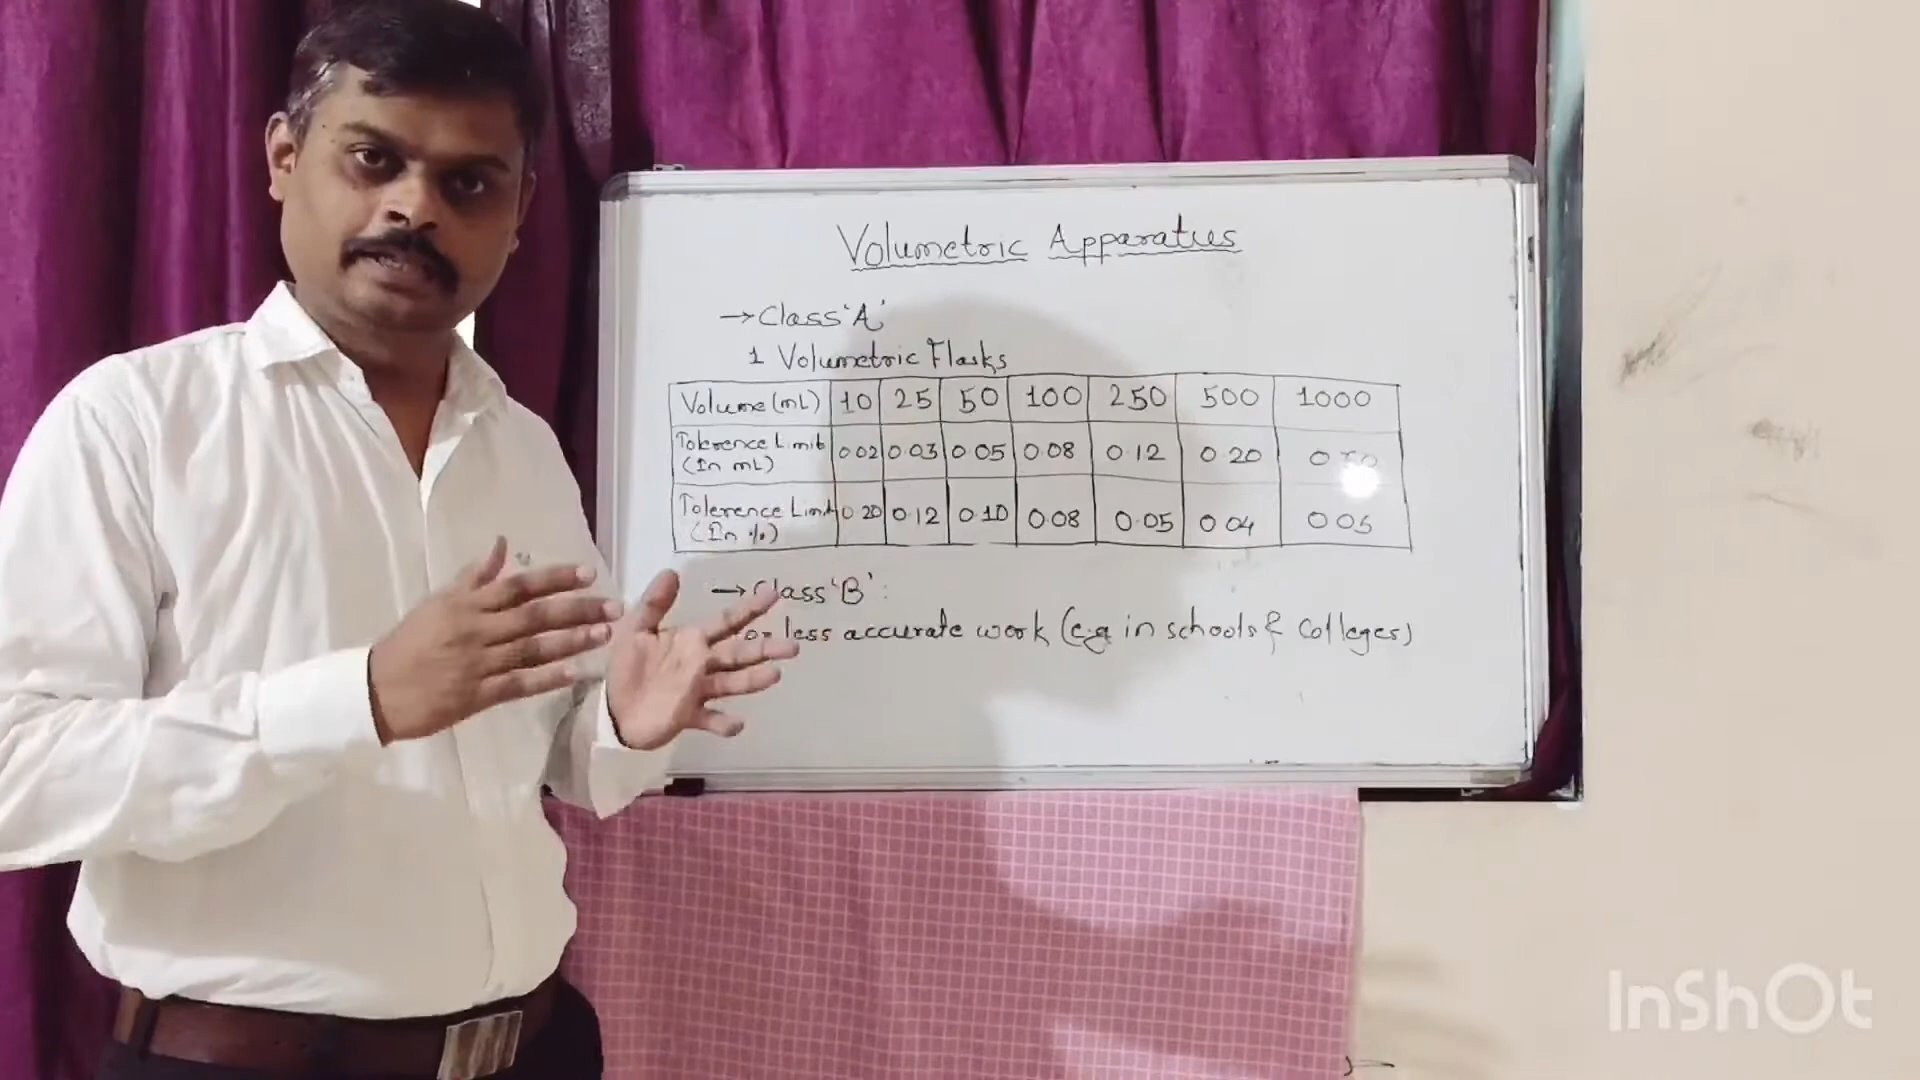 Volumetric Apparatus
→ Class 'A'
1 Volumetric Flasks
Volume (mL) 10 25 50 100 250 500 1000
Tolerence Limit 0.02 0.03 0.05 0.08 0.12 0.20
(In mL)
Tolerence Limit 0.20 0.12 0.10 0.08 0.05 0.04 0.05
(In %)
→ Class 'B' :
less accurate work (e.g in schools & Colleges)
InShOt